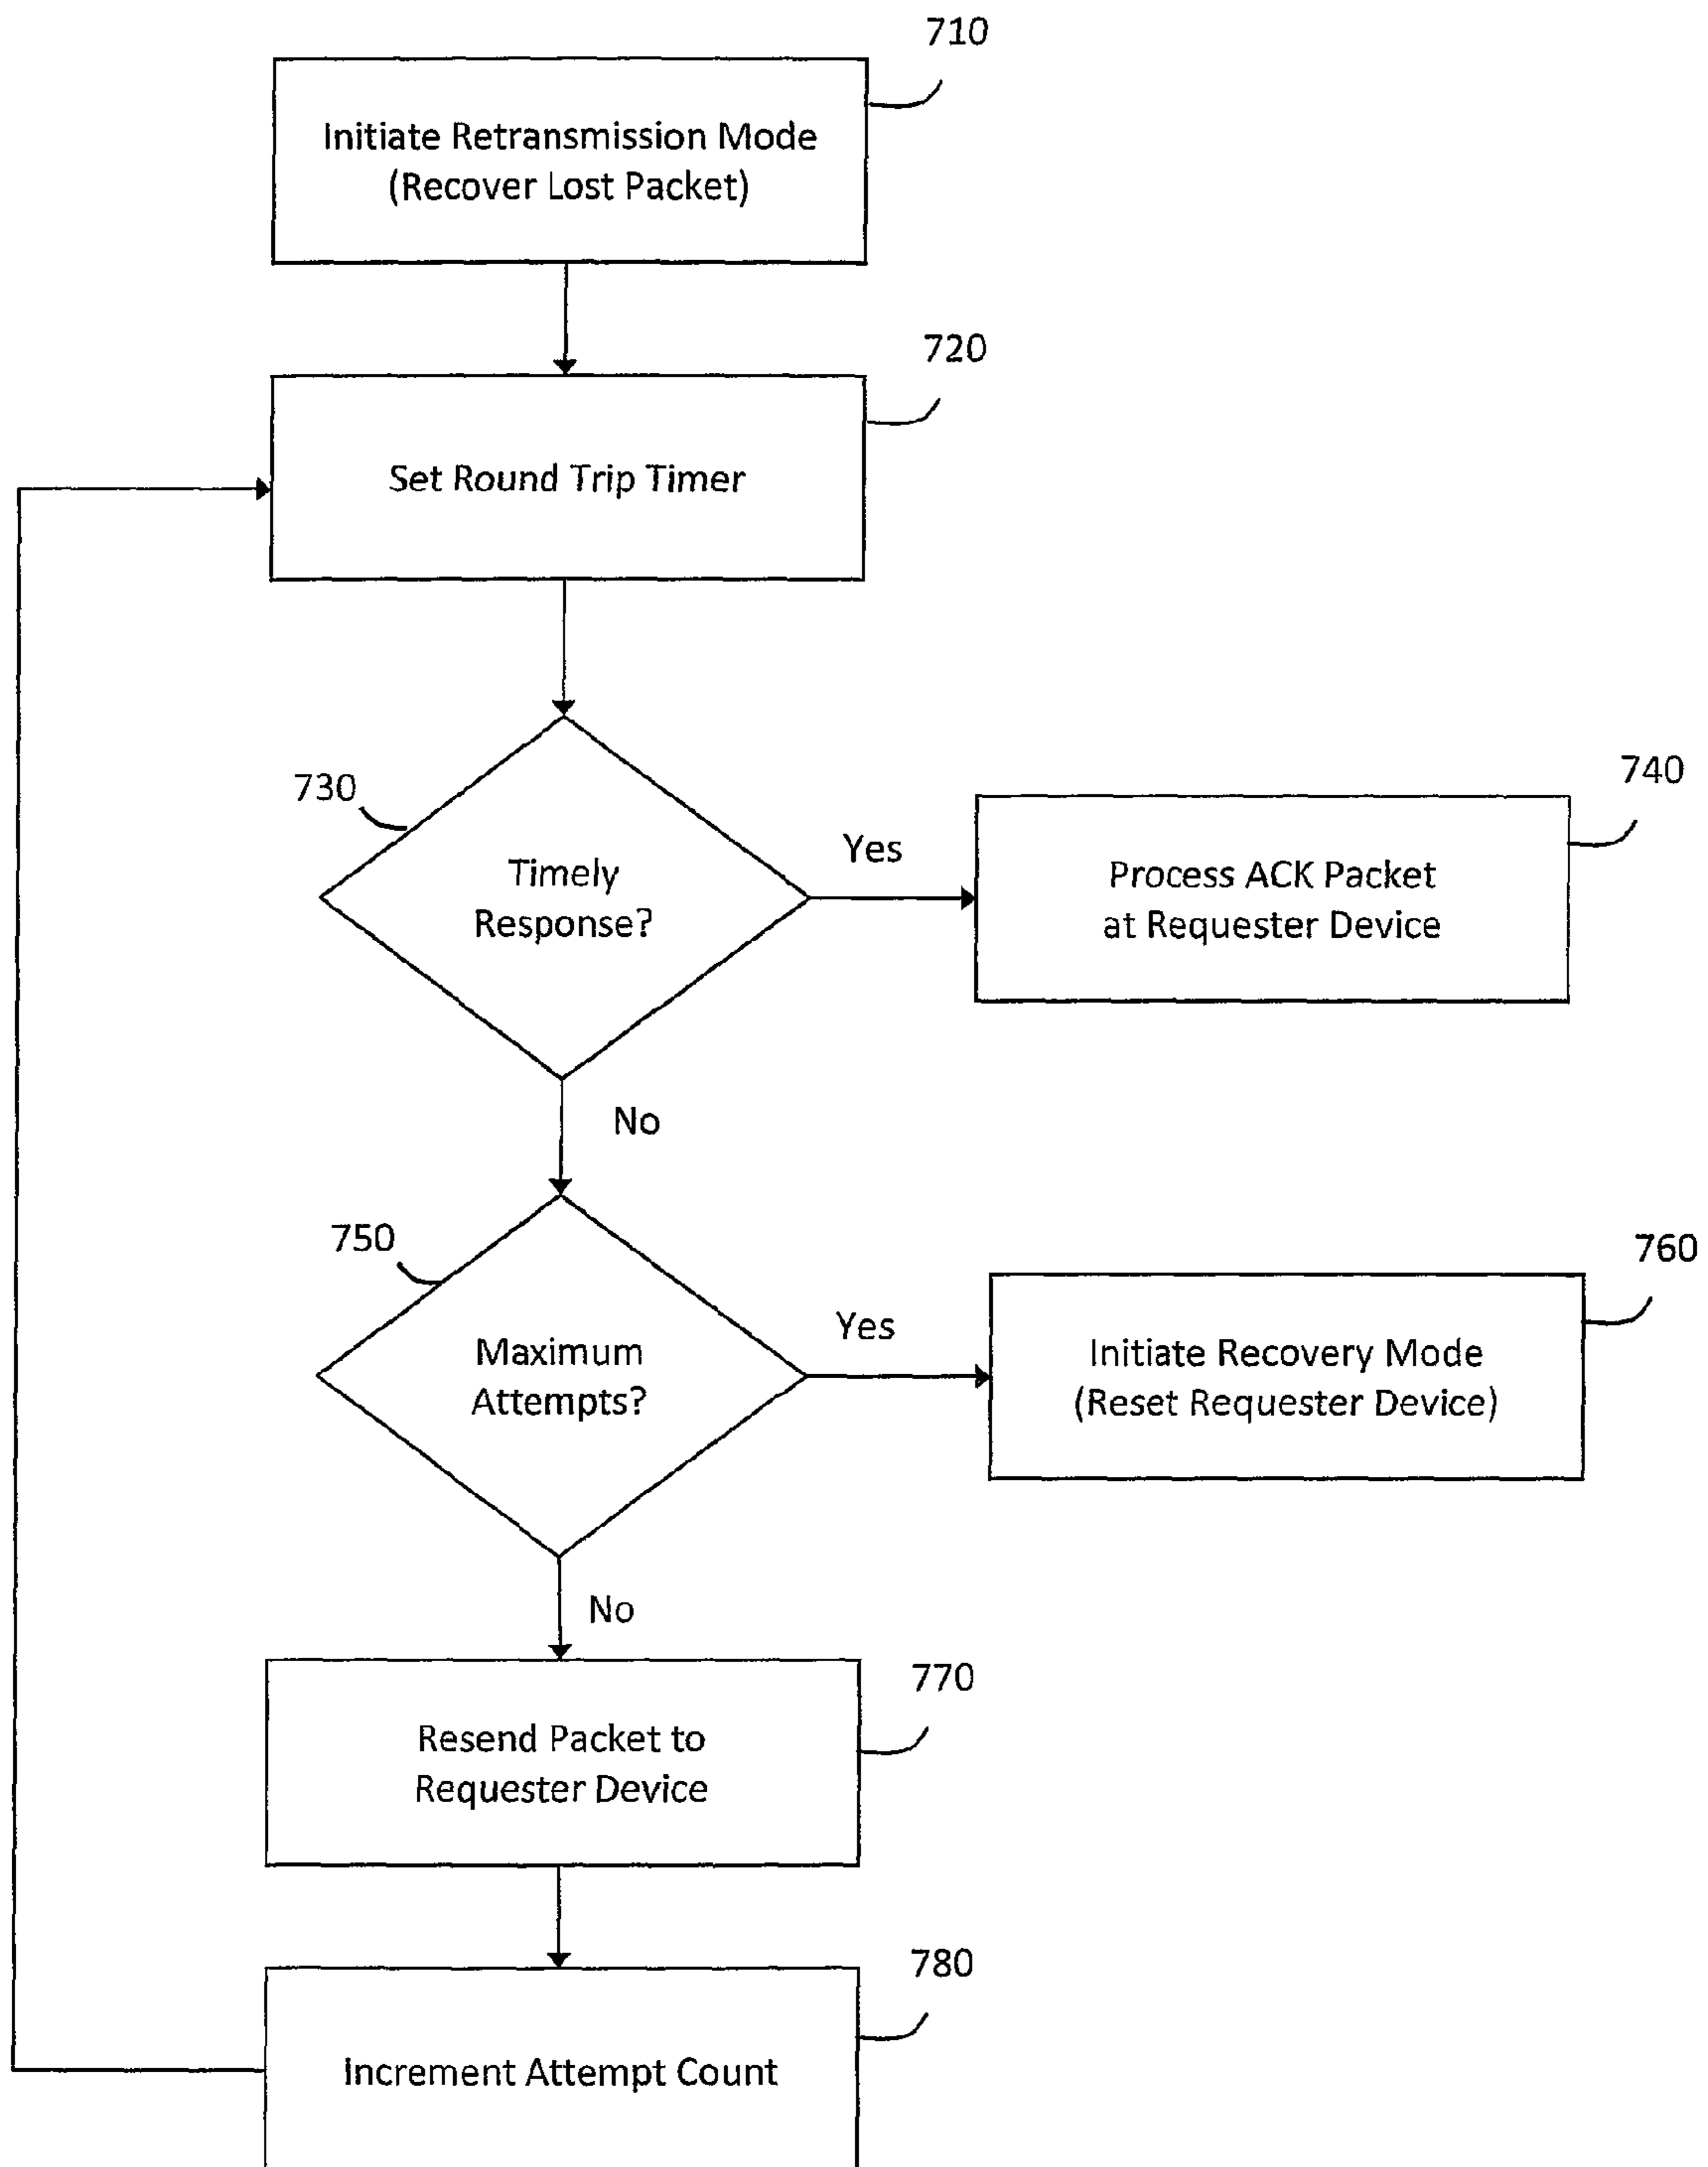 710
Initiate Retransmission Mode
(Recover Lost Packet)
720
Set Round Trip Timer
730
Timely
Response?
Yes
740
Process ACK Packet
at Requester Device
No
750
Maximum
Attempts?
Yes
760
Initiate Recovery Mode
(Reset Requester Device)
No
770
Resend Packet to
Requester Device
780
Increment Attempt Count